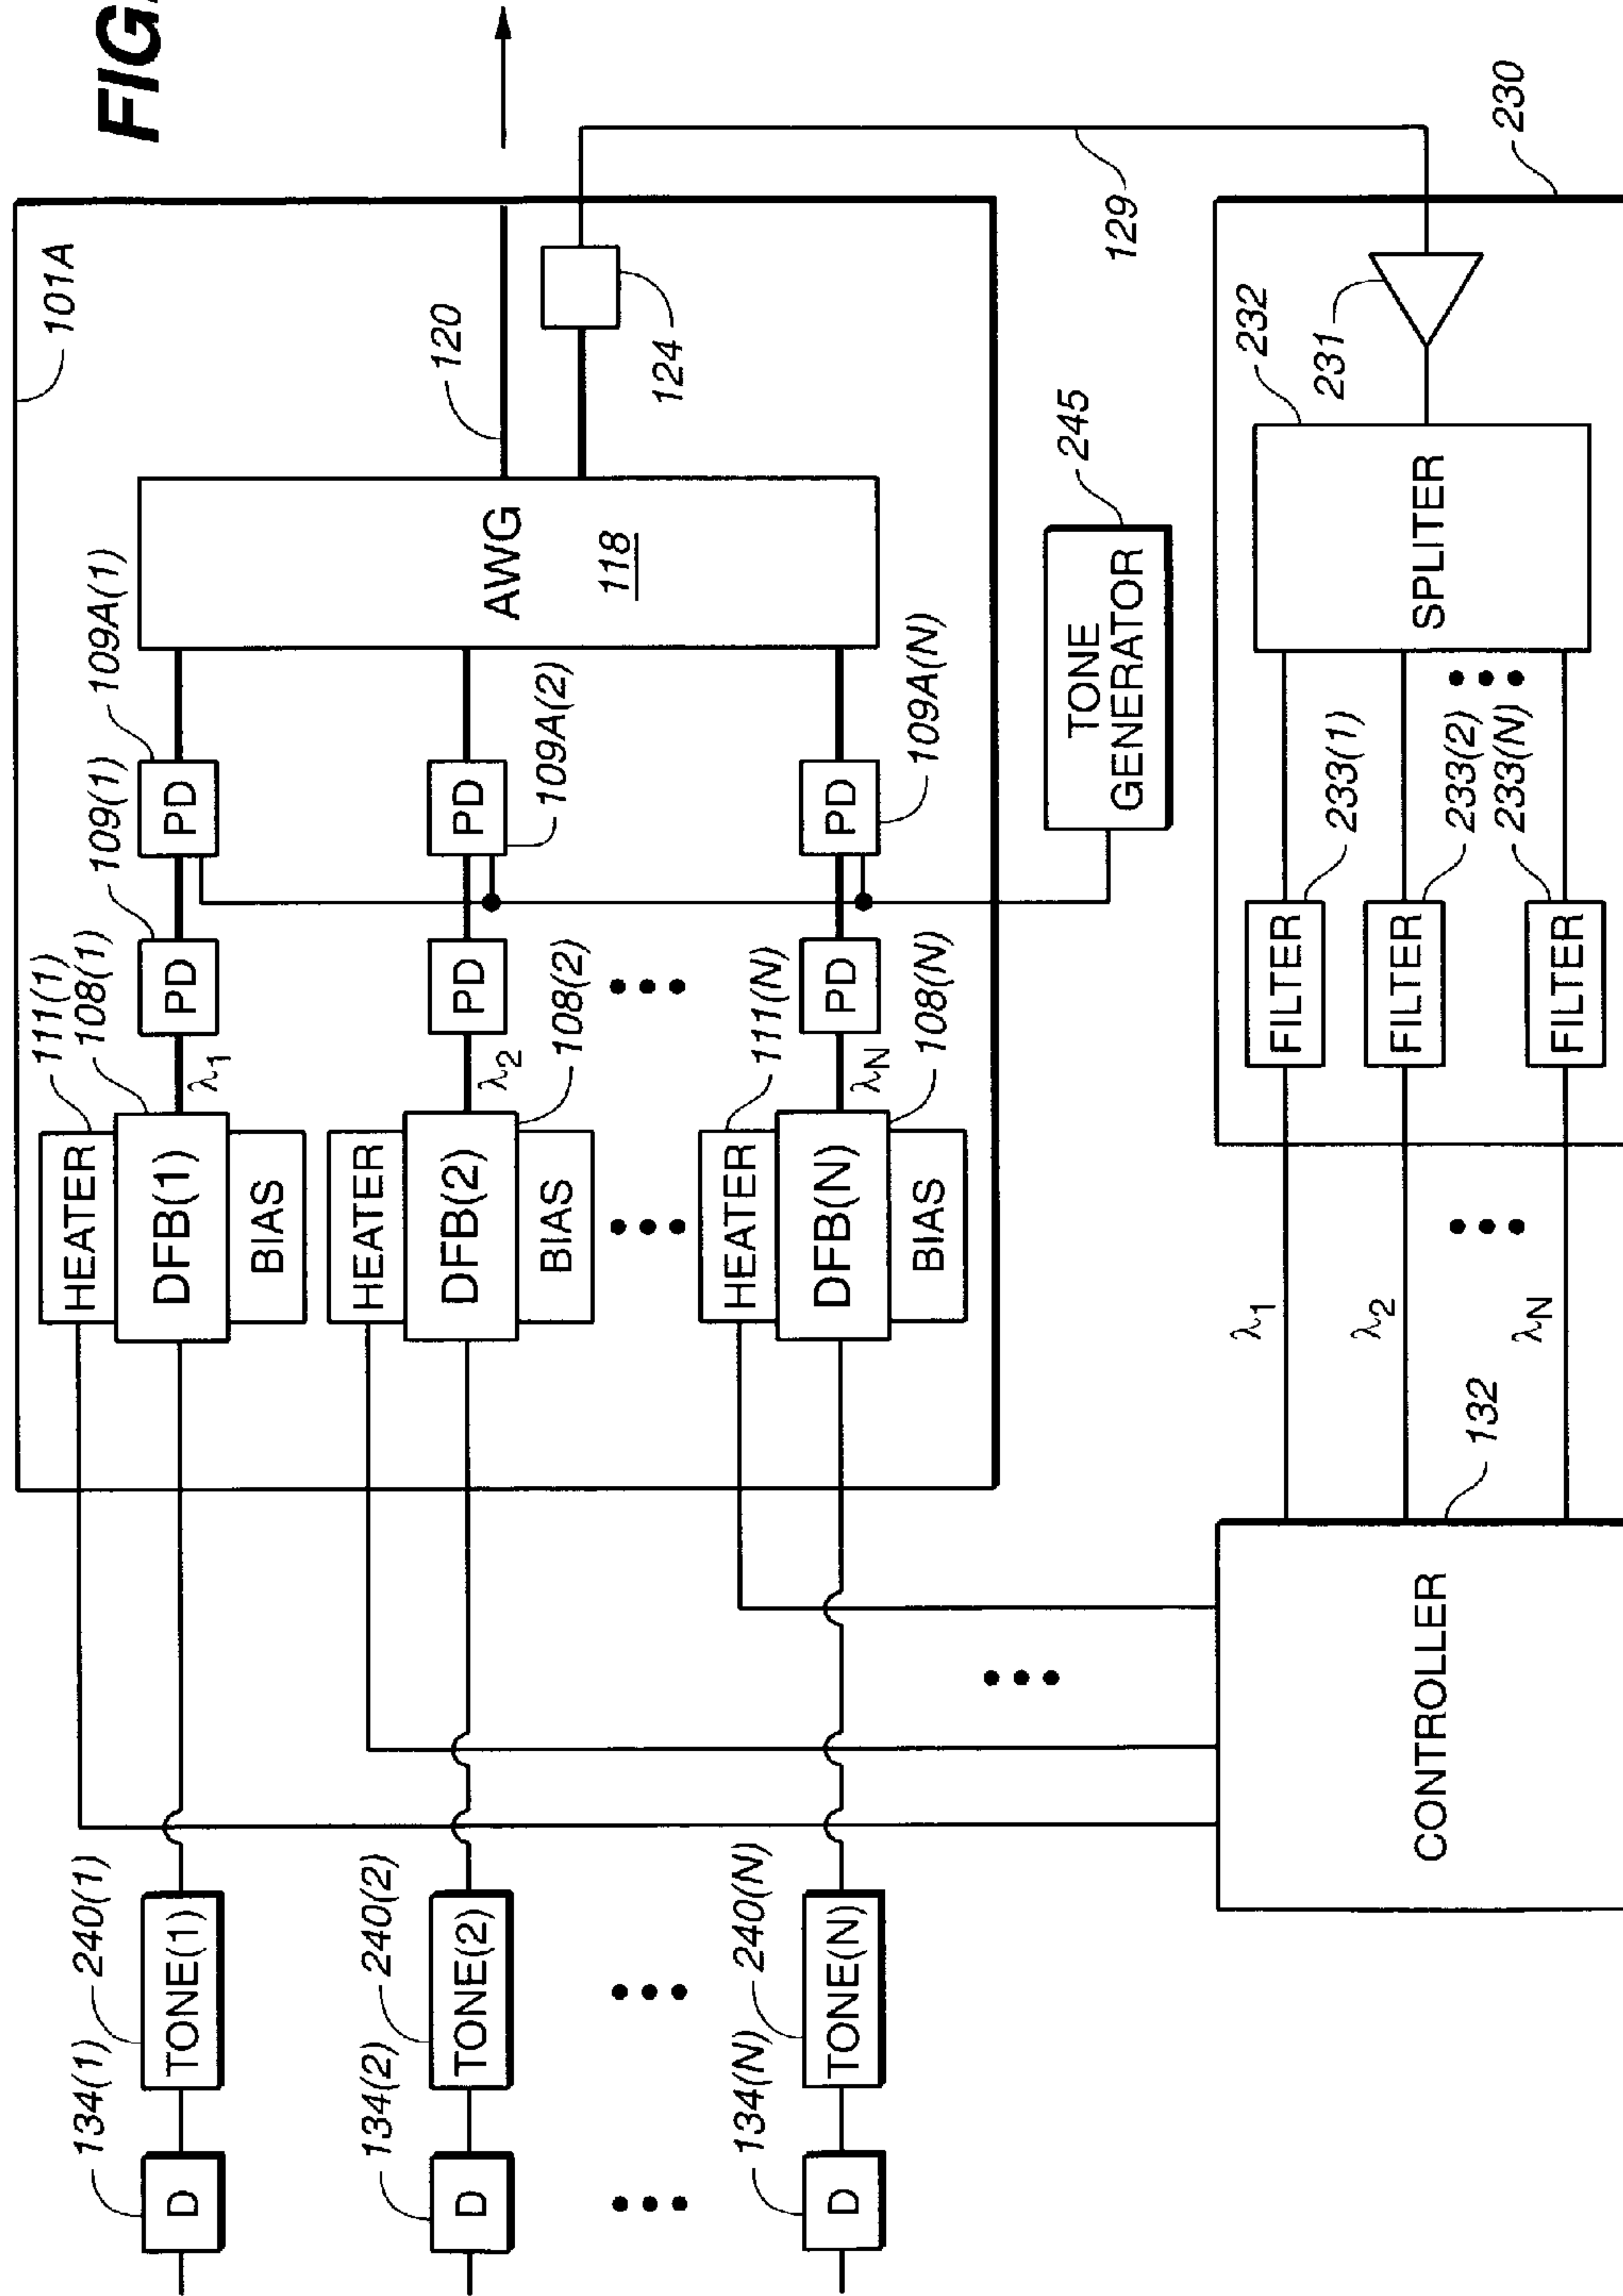 FIG.
101A
111(1)
108(1)
109(1)
109A(1)
134(1)
240(1)
D
TONE(1)
HEATER
DFB(1)
BIAS
λ1
PD
PD
120
134(2)
240(2)
D
TONE(2)
HEATER
DFB(2)
BIAS
λ2
PD
PD
108(2)
109A(2)
AWG
118
124
134(N)
240(N)
D
TONE(N)
111(N)
HEATER
DFB(N)
BIAS
λN
PD
PD
108(N)
109A(N)
TONE
GENERATOR
245
129
132
CONTROLLER
λ1
λ2
λN
FILTER
233(1)
FILTER
233(2)
FILTER
233(N)
SPLITER
232
231
230